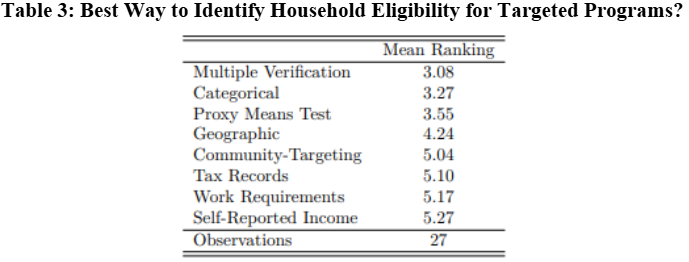 Table 3: Best Way to Identify Household Eligibility for Targeted Programs?
Mean Ranking
Multiple Verification 3.08
Categorical 3.27
Proxy Means Test 3.55
Geographic 4.24
Community-Targeting 5.04
Tax Records 5.10
Work Requirements 5.17
Self-Reported Income 5.27
Observations 27